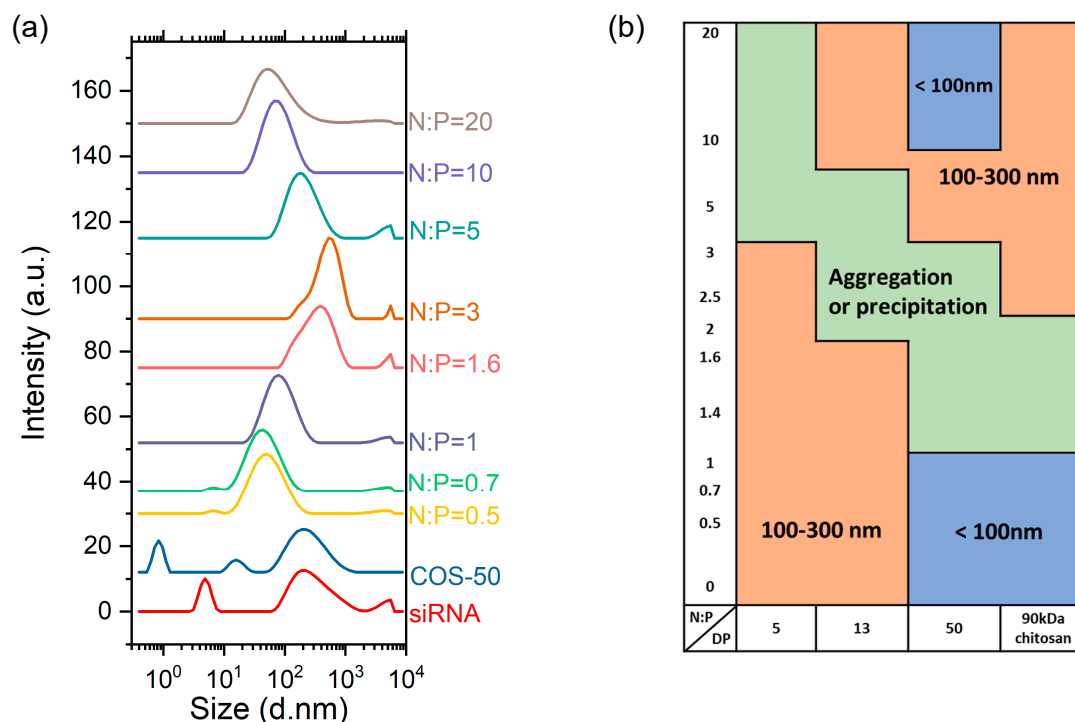 (a)
Intensity (a.u.)
160
140
120
100
80
60
40
20
0
N:P=20
N:P=10
N:P=5
N:P=3
N:P=1.6
N:P=1
N:P=0.7
N:P=0.5
COS-50
siRNA
10⁰ 10¹ 10² 10³ 10⁴
Size (d.nm)
(b)
20
10
5
3
2.5
2
1.6
1.4
1
0.7
0.5
0
< 100nm
100-300 nm
Aggregation
or precipitation
100-300 nm
< 100nm
N:P
DP
5
13
50
90kDa
chitosan